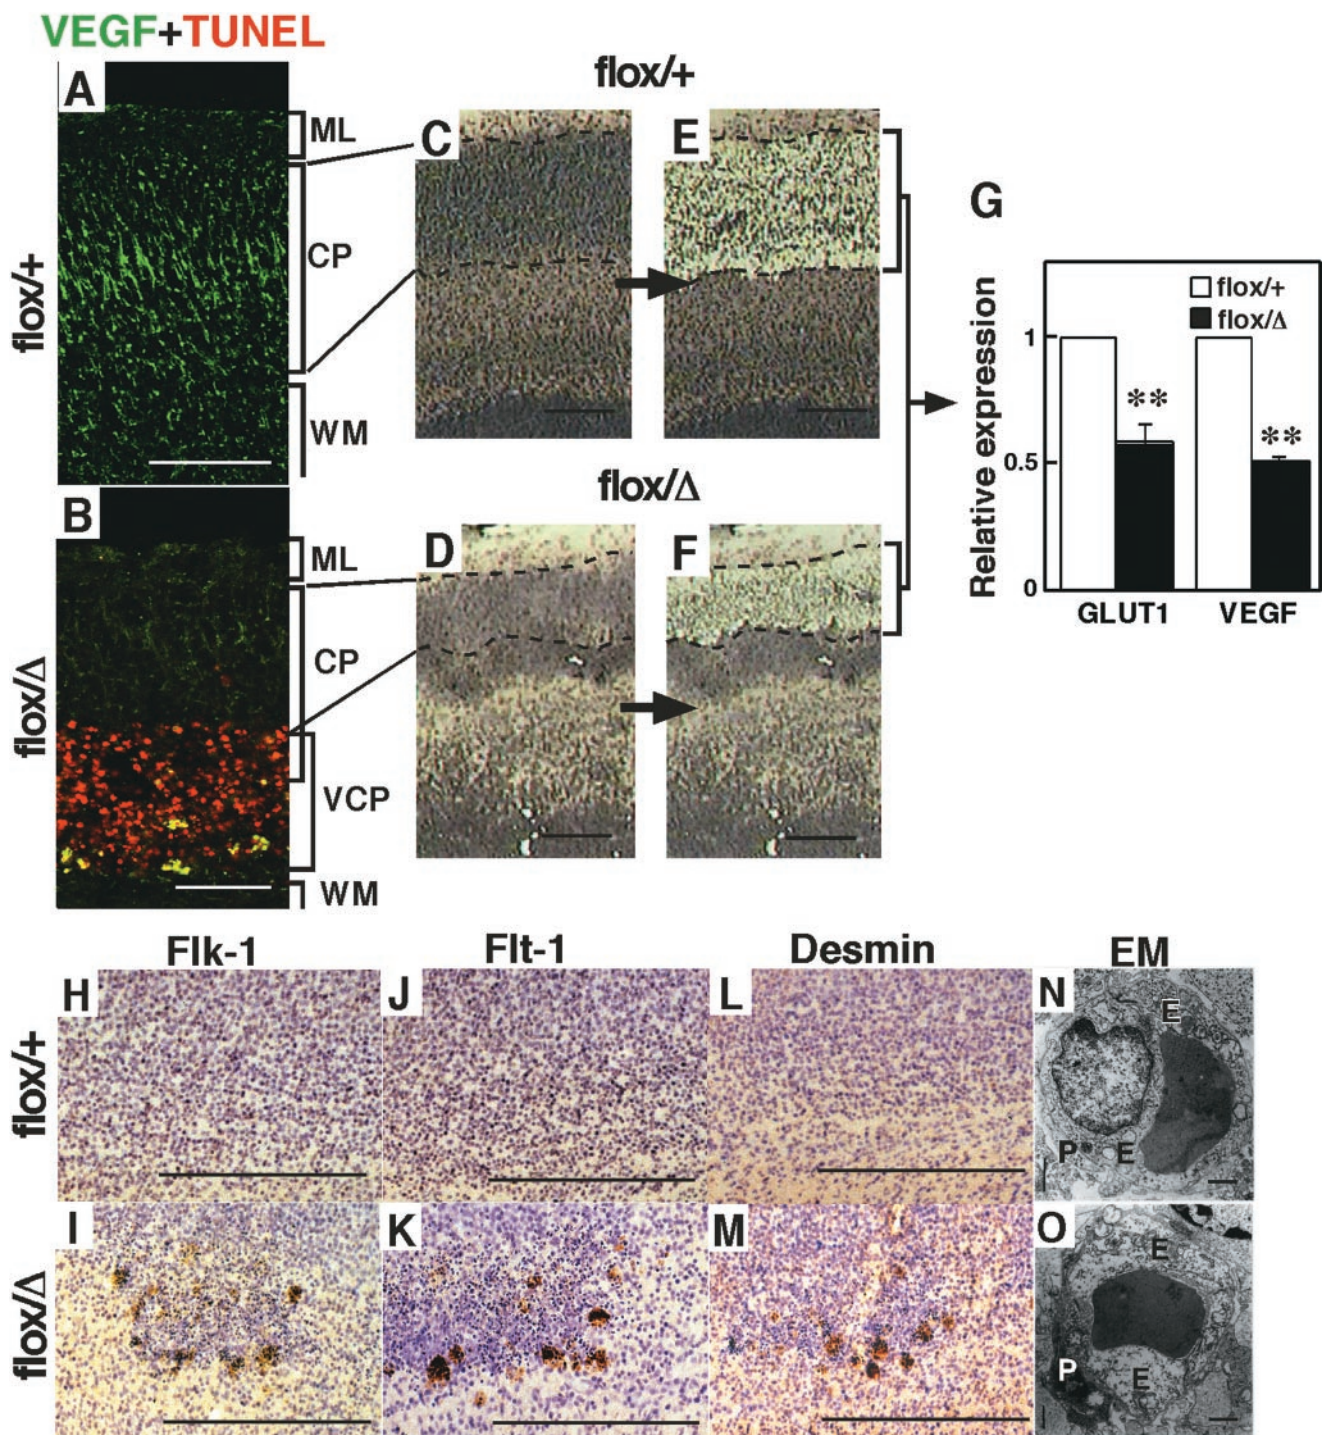 VEGF+TUNEL
flox/+
A
ML
CP
WM
flox/+
C
E
G
Relative expression
flox/+
flox/Δ
1
**
**
0.5
0
GLUT1 VEGF
flox/Δ
B
ML
CP
VCP
WM
flox/Δ
D
F
Flk-1 Flt-1 Desmin EM
flox/+
H
J
L
N
E
P
E
flox/Δ
I
K
M
O
E
P
E